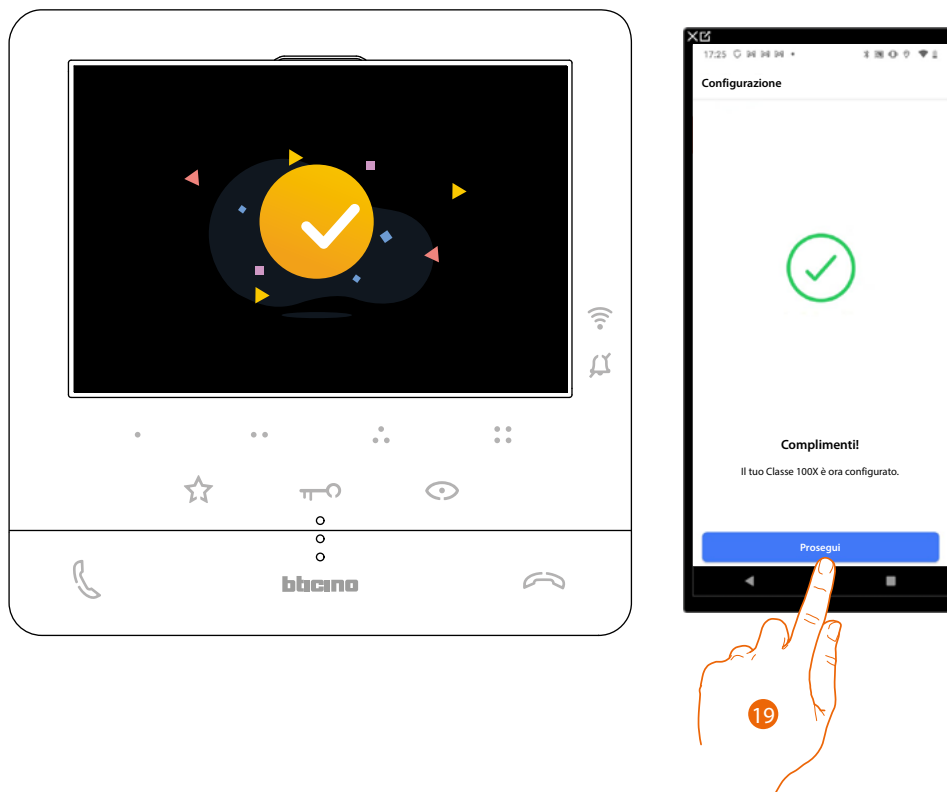 bticino
17:25
Configurazione
Complimenti!
Il tuo Classe 100X è ora configurato.
Prosegui
19